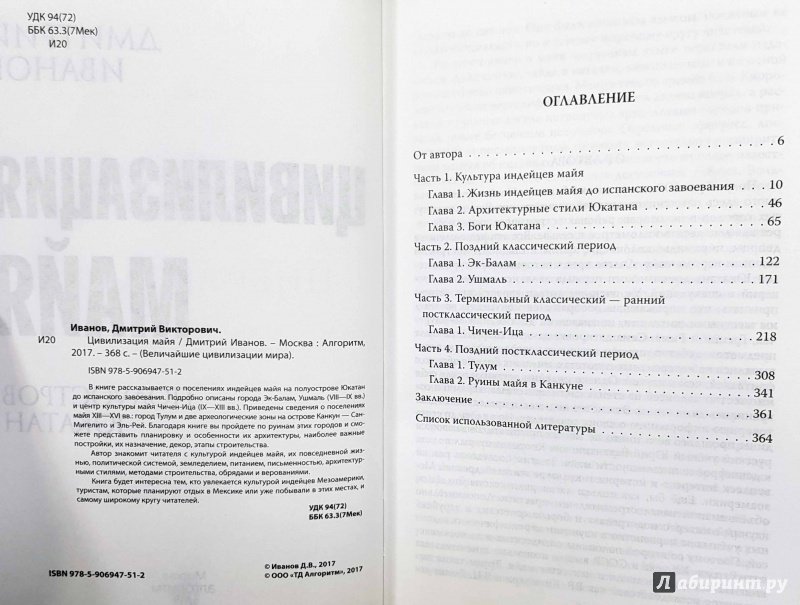 УДК 94(72)
ББК 63.3(7Мек)
И20
Иванов, Дмитрий Викторович.
И20 Цивилизация майя / Дмитрий Иванов. – Москва : Алгоритм,
2017. – 368 с. – (Величайшие цивилизации мира).
ISBN 978-5-906947-51-2
В книге рассказывается о поселениях индейцев майя на полуострове Юкатан
до испанского завоевания. Подробно описаны города Эк-Балам, Ушмаль (VIII—IX вв.)
и центр культуры майя Чичен-Ица (IX—XIII вв.). Приведены сведения о поселениях
майя XIII—XVI вв.: город Тулум и две археологические зоны на острове Канкун — Сан-
Мигелито и Эль-Рей. Благодаря книге вы пройдете по руинам этих городов и смо-
жете представить планировку и особенности их архитектуры, наиболее важные
постройки, их назначение, декор, этапы строительства.
Автор знакомит читателя с культурой индейцев майя, их повседневной жиз-
нью, политической системой, земледелием, питанием, письменностью, архитектур-
ными стилями, методами строительства, обрядами и верованиями.
Книга будет интересна тем, кто увлекается культурой индейцев Мезоамерики,
туристам, которые планируют отдых в Мексике или уже побывали в этих местах, и
самому широкому кругу читателей.
УДК 94(72)
ББК 63.3(7Мек)
ISBN 978-5-906947-51-2
© Иванов Д.В., 2017
© ООО «ТД Алгоритм», 2017
ОГЛАВЛЕНИЕ
От автора . . . 6
Часть 1. Культура индейцев майя
Глава 1. Жизнь индейцев майя до испанского завоевания . . . 10
Глава 2. Архитектурные стили Юкатана . . . 46
Глава 3. Боги Юкатана . . . 65
Часть 2. Поздний классический период
Глава 1. Эк-Балам . . . 122
Глава 2. Ушмаль . . . 171
Часть 3. Терминальный классический — ранний
постклассический период
Глава 1. Чичен-Ица . . . 218
Часть 4. Поздний постклассический период
Глава 1. Тулум . . . 308
Глава 2. Руины майя в Канкуне . . . 341
Заключение . . . 361
Список использованной литературы . . . 364
Лабиринт.ру